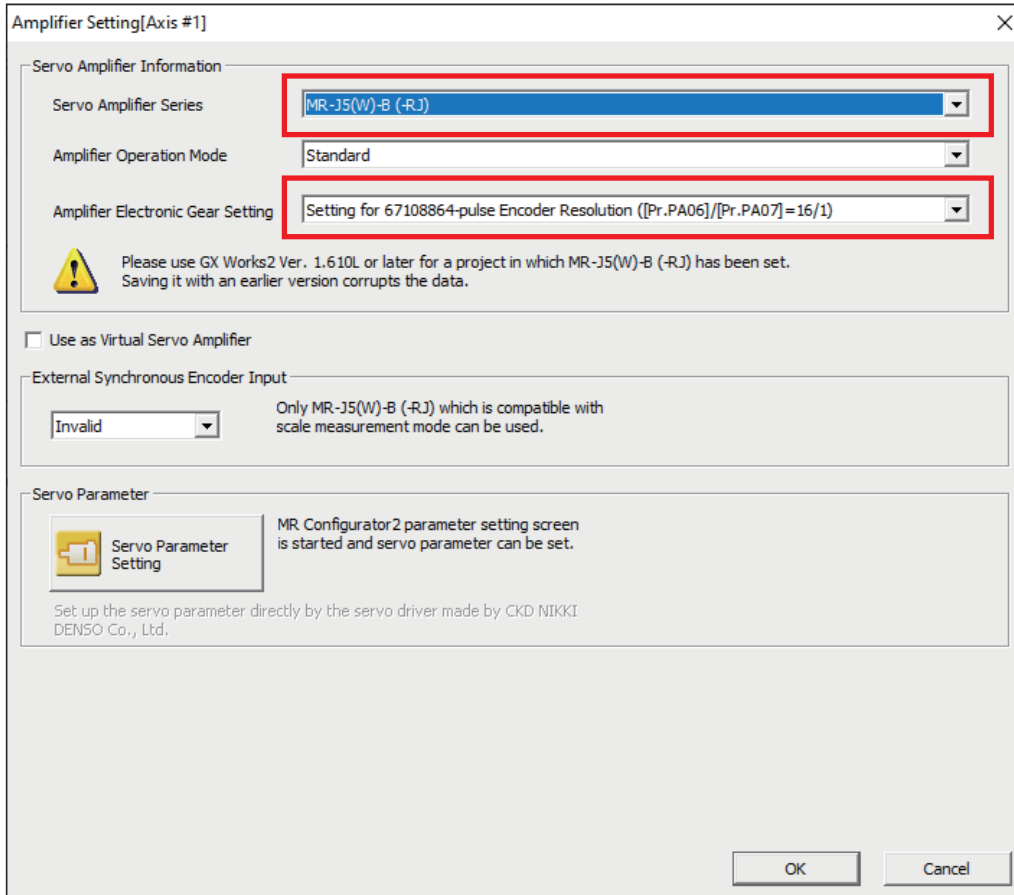 Amplifier Setting[Axis #1]
Servo Amplifier Information
Servo Amplifier Series
MR-J5(W)-B (-RJ)
Amplifier Operation Mode
Standard
Amplifier Electronic Gear Setting
Setting for 67108864-pulse Encoder Resolution ([Pr.PA06]/[Pr.PA07]=16/1)
Please use GX Works2 Ver. 1.610L or later for a project in which MR-J5(W)-B (-RJ) has been set.
Saving it with an earlier version corrupts the data.
Use as Virtual Servo Amplifier
External Synchronous Encoder Input
Invalid
Only MR-J5(W)-B (-RJ) which is compatible with
scale measurement mode can be used.
Servo Parameter
Servo Parameter
Setting
MR Configurator2 parameter setting screen
is started and servo parameter can be set.
Set up the servo parameter directly by the servo driver made by CKD NIKKI
DENSO Co., Ltd.
OK
Cancel